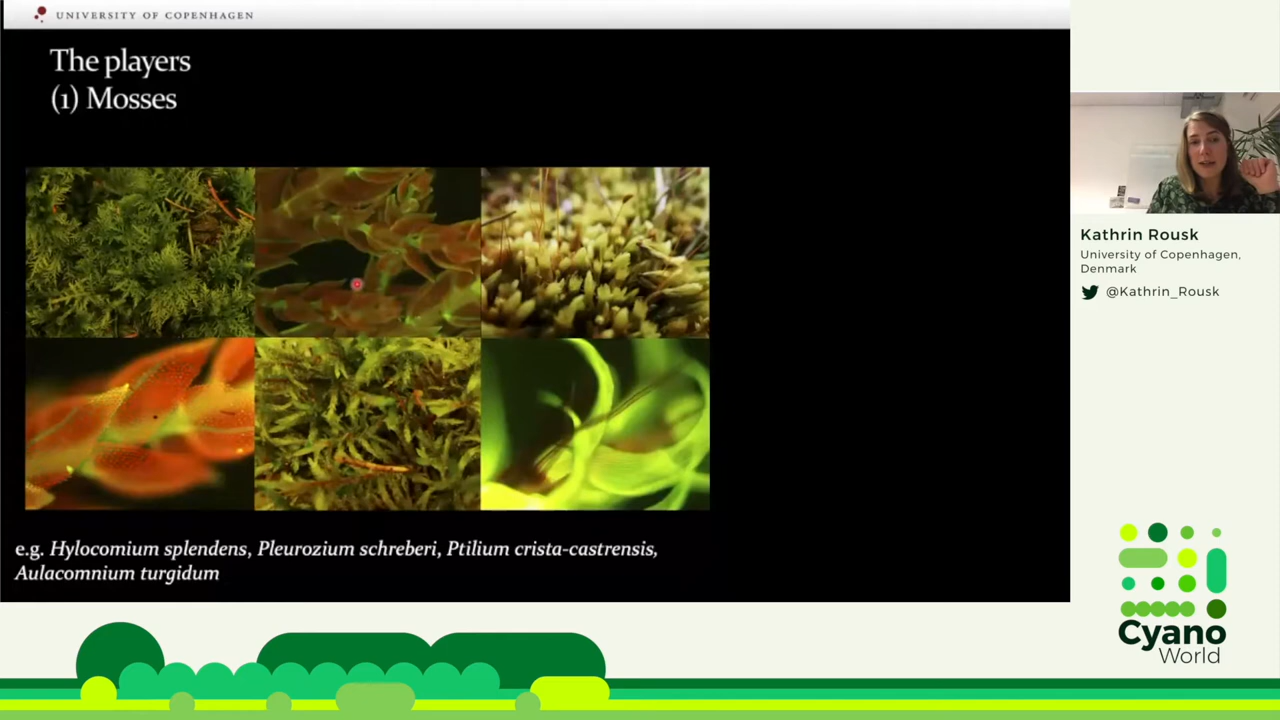 UNIVERSITY OF COPENHAGEN
The players
(1) Mosses
e.g. Hylocomium splendens, Pleurozium schreberi, Ptilium crista-castrensis,
Aulacomnium turgidum
Kathrin Rousk
University of Copenhagen,
Denmark
@Kathrin_Rousk
Cyano
World